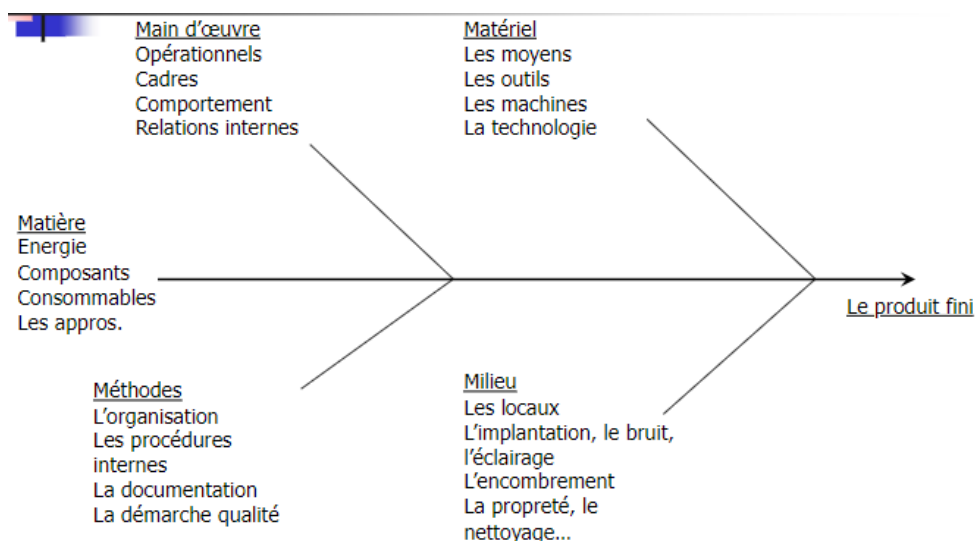 Main d'œuvre
Opérationnels
Cadres
Comportement
Relations internes
Matériel
Les moyens
Les outils
Les machines
La technologie
Matière
Energie
Composants
Consommables
Les appros.
Le produit fini
Méthodes
L'organisation
Les procédures
internes
La documentation
La démarche qualité
Milieu
Les locaux
L'implantation, le bruit,
l'éclairage
L'encombrement
La propreté, le
nettoyage...